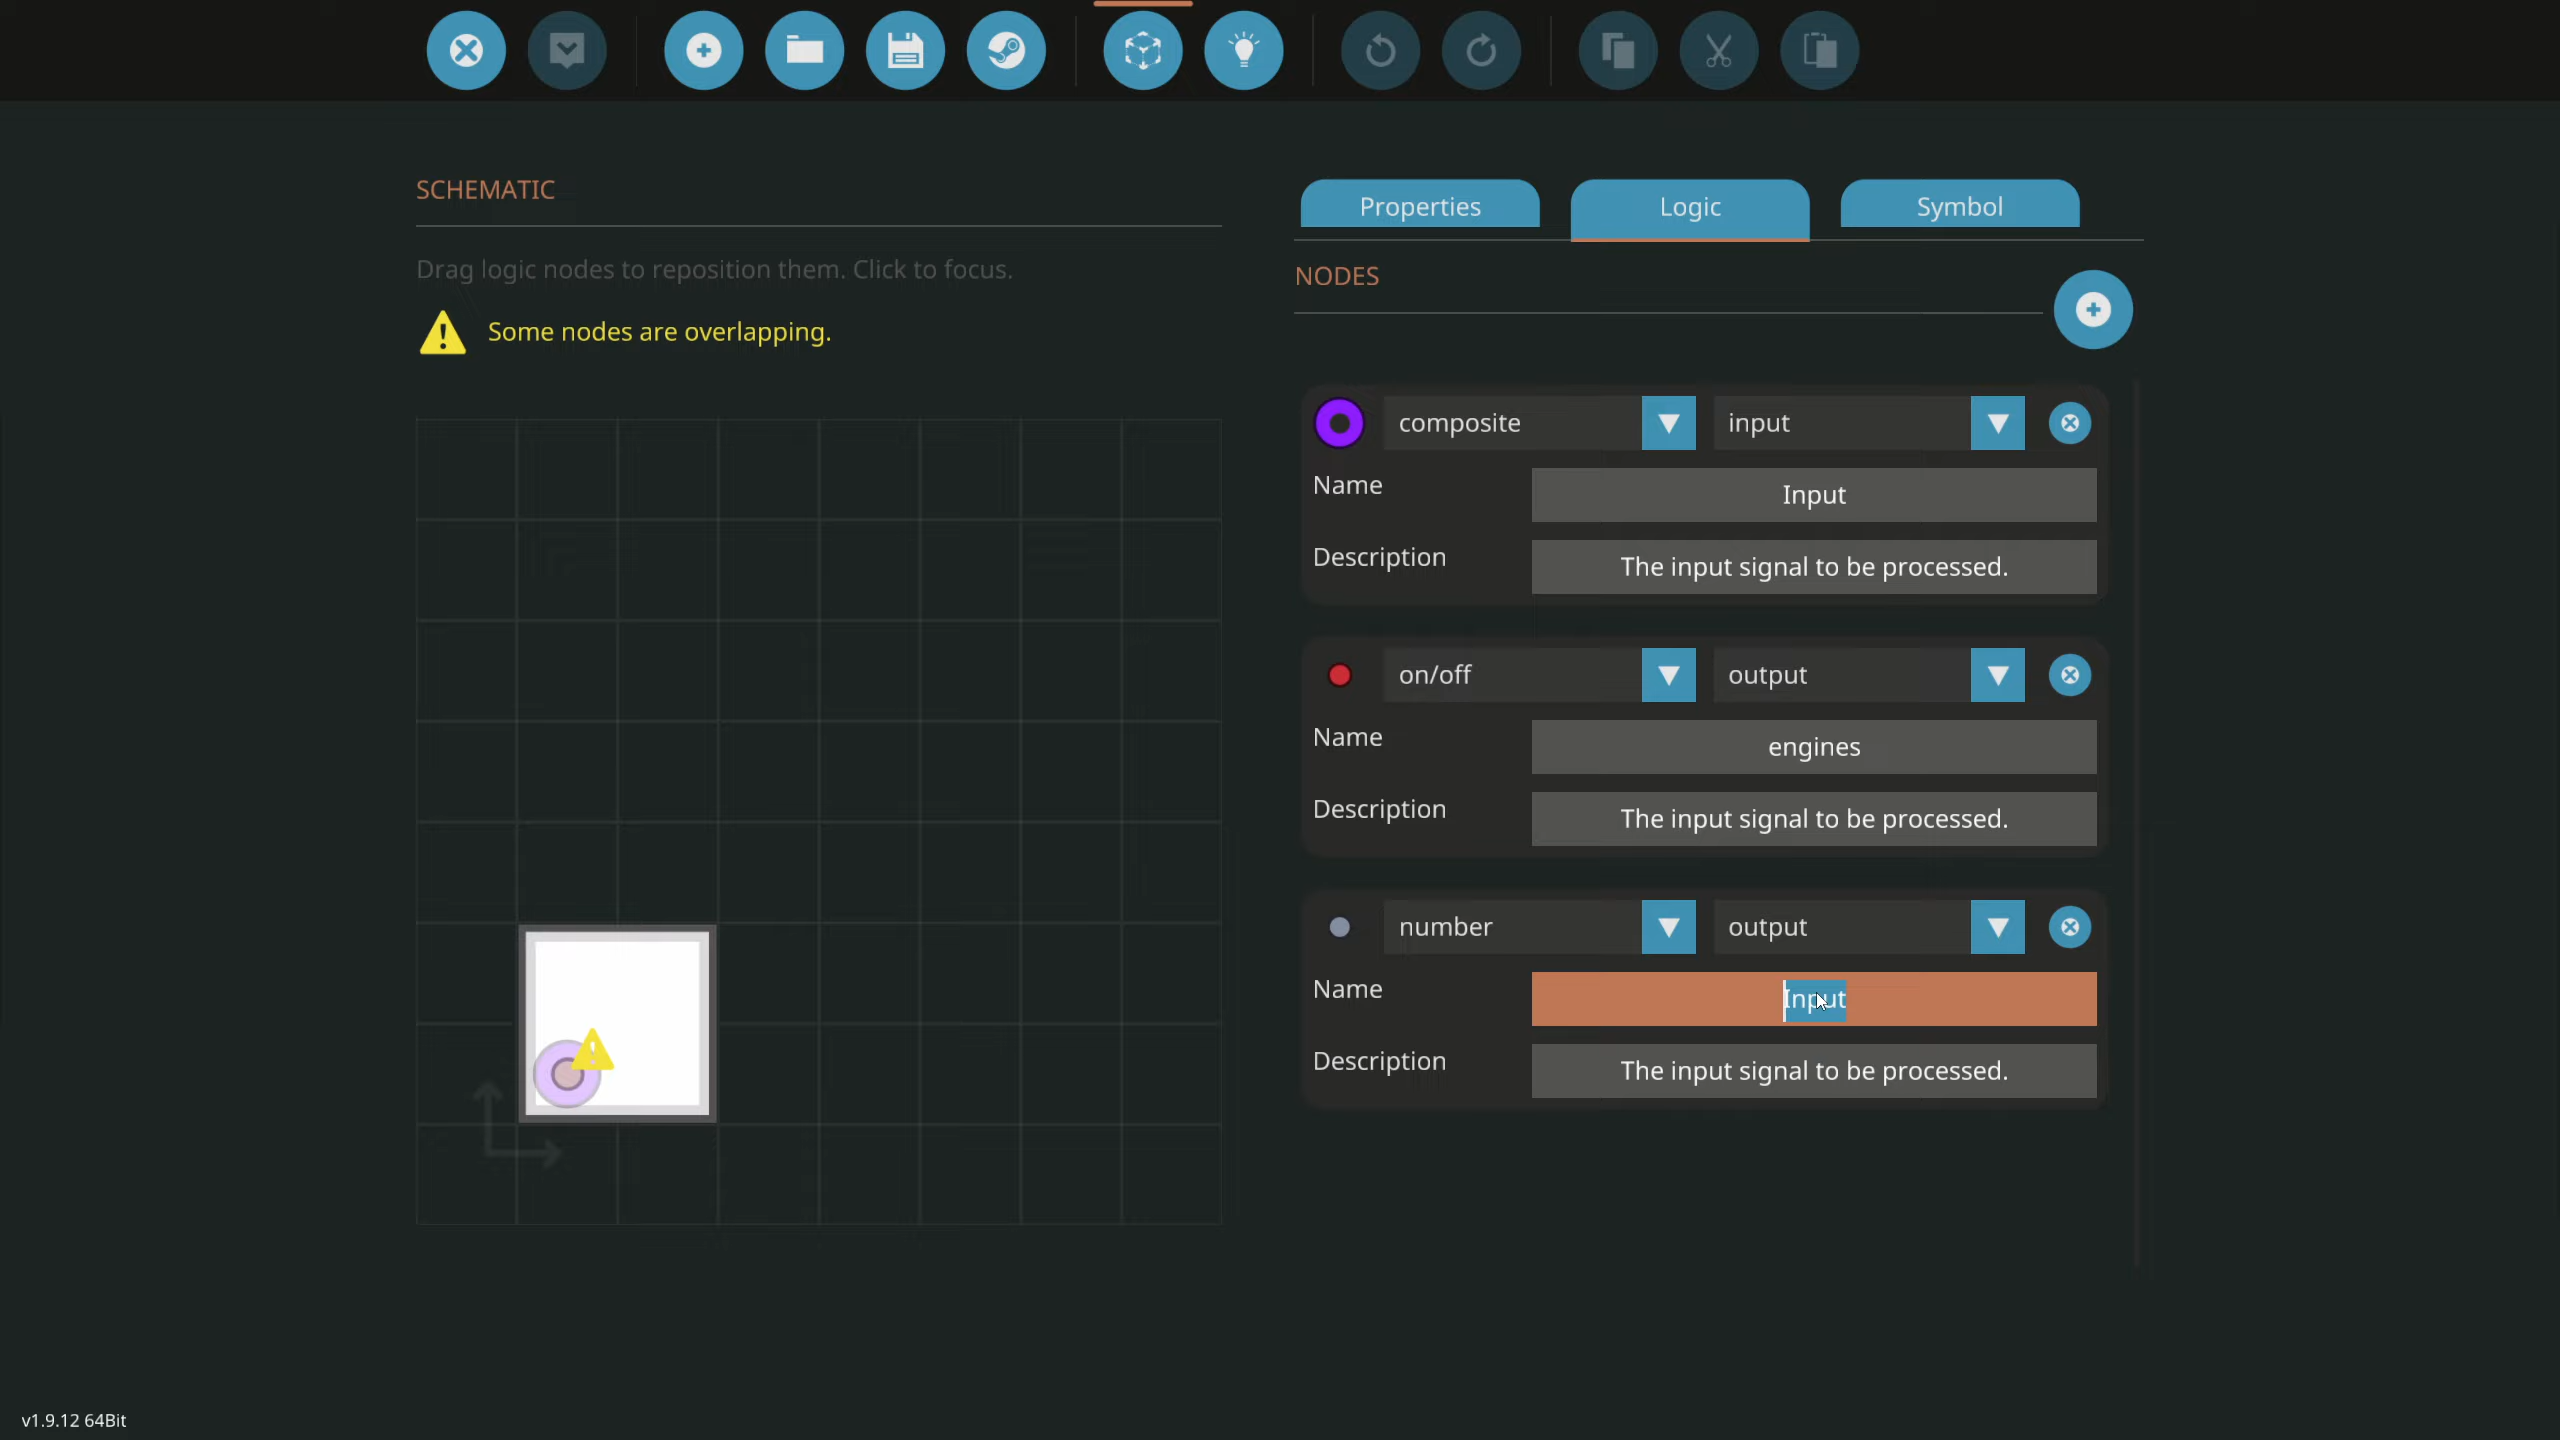 SCHEMATIC
Drag logic nodes to reposition them. Click to focus.
Some nodes are overlapping.
Properties
Logic
Symbol
NODES
composite
input
Name
Input
Description
The input signal to be processed.
on/off
output
Name
engines
Description
The input signal to be processed.
number
output
Name
Input
Description
The input signal to be processed.
v1.9.12 64Bit